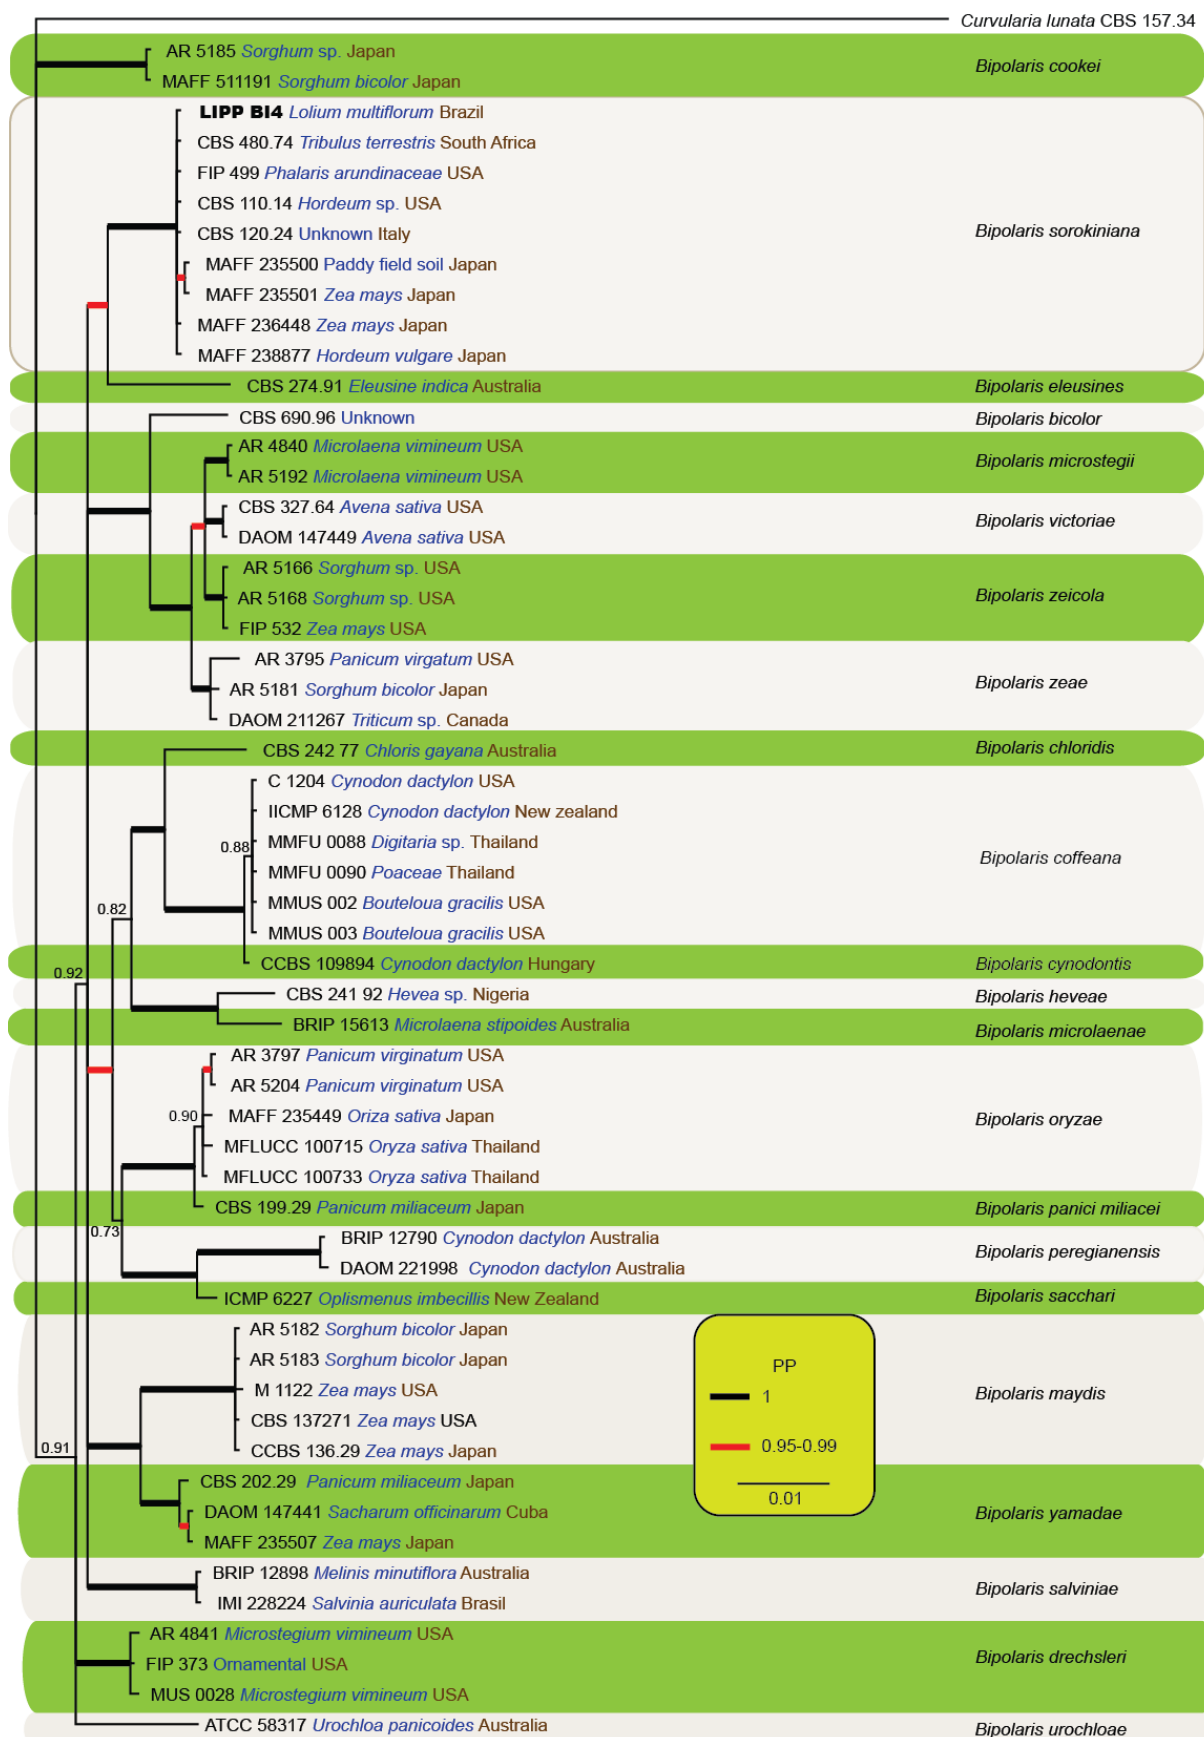 Curvularia lunata CBS 157.34
AR 5185 Sorghum sp. Japan
Bipolaris cookei
MAFF 511191 Sorghum bicolor Japan
LIPP BI4 Lolium multiflorum Brazil
CBS 480.74 Tribulus terrestris South Africa
FIP 499 Phalaris arundinaceae USA
CBS 110.14 Hordeum sp. USA
CBS 120.24 Unknown Italy
Bipolaris sorokiniana
MAFF 235500 Paddy field soil Japan
MAFF 235501 Zea mays Japan
MAFF 236448 Zea mays Japan
MAFF 238877 Hordeum vulgare Japan
CBS 274.91 Eleusine indica Australia
Bipolaris eleusines
CBS 690.96 Unknown
Bipolaris bicolor
AR 4840 Microlaena vimineum USA
Bipolaris microstegii
AR 5192 Microlaena vimineum USA
CBS 327.64 Avena sativa USA
Bipolaris victoriae
DAOM 147449 Avena sativa USA
AR 5166 Sorghum sp. USA
AR 5168 Sorghum sp. USA
Bipolaris zeicola
FIP 532 Zea mays USA
AR 3795 Panicum virgatum USA
AR 5181 Sorghum bicolor Japan
Bipolaris zeae
DAOM 211267 Triticum sp. Canada
CBS 242 77 Chloris gayana Australia
Bipolaris chloridis
C 1204 Cynodon dactylon USA
IICMP 6128 Cynodon dactylon New zealand
MMFU 0088 Digitaria sp. Thailand
0.88
Bipolaris coffeana
MMFU 0090 Poaceae Thailand
MMUS 002 Bouteloua gracilis USA
0.82
MMUS 003 Bouteloua gracilis USA
CCBS 109894 Cynodon dactylon Hungary
Bipolaris cynodontis
0.92
CBS 241 92 Hevea sp. Nigeria
Bipolaris heveae
BRIP 15613 Microlaena stipoides Australia
Bipolaris microlaenae
AR 3797 Panicum virginatum USA
AR 5204 Panicum virginatum USA
0.90
MAFF 235449 Oriza sativa Japan
Bipolaris oryzae
MFLUCC 100715 Oryza sativa Thailand
MFLUCC 100733 Oryza sativa Thailand
CBS 199.29 Panicum miliaceum Japan
Bipolaris panici miliacei
0.73
BRIP 12790 Cynodon dactylon Australia
Bipolaris peregianensis
DAOM 221998 Cynodon dactylon Australia
ICMP 6227 Oplismenus imbecillis New Zealand
Bipolaris sacchari
AR 5182 Sorghum bicolor Japan
AR 5183 Sorghum bicolor Japan
M 1122 Zea mays USA
Bipolaris maydis
CBS 137271 Zea mays USA
CCBS 136.29 Zea mays Japan
0.91
PP
1
0.95-0.99
0.01
CBS 202.29 Panicum miliaceum Japan
DAOM 147441 Sacharum officinarum Cuba
Bipolaris yamadae
MAFF 235507 Zea mays Japan
BRIP 12898 Melinis minutiflora Australia
Bipolaris salviniae
IMI 228224 Salvinia auriculata Brasil
AR 4841 Microstegium vimineum USA
Bipolaris drechsleri
FIP 373 Ornamental USA
MUS 0028 Microstegium vimineum USA
ATCC 58317 Urochloa panicoides Australia
Bipolaris urochloae